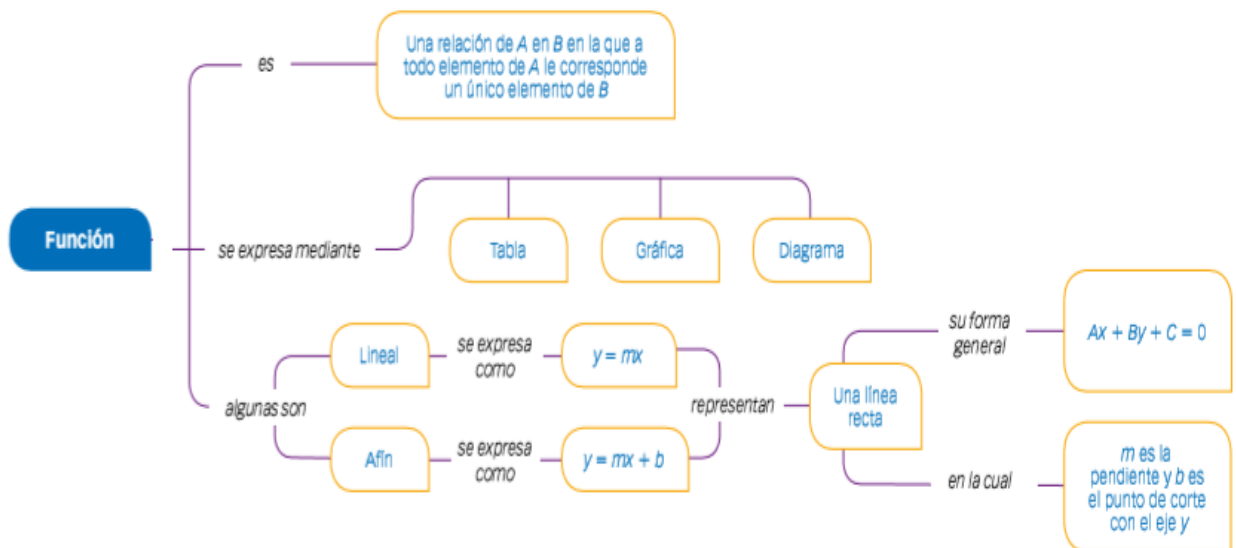 Función
es
Una relación de A en B en la que a
todo elemento de A le corresponde
un único elemento de B
se expresa mediante
Tabla
Gráfica
Diagrama
algunas son
Lineal
se expresa
como
y = mx
Afín
se expresa
como
y = mx + b
representan
Una línea
recta
su forma
general
Ax + By + C = 0
en la cual
m es la
pendiente y b es
el punto de corte
con el eje y